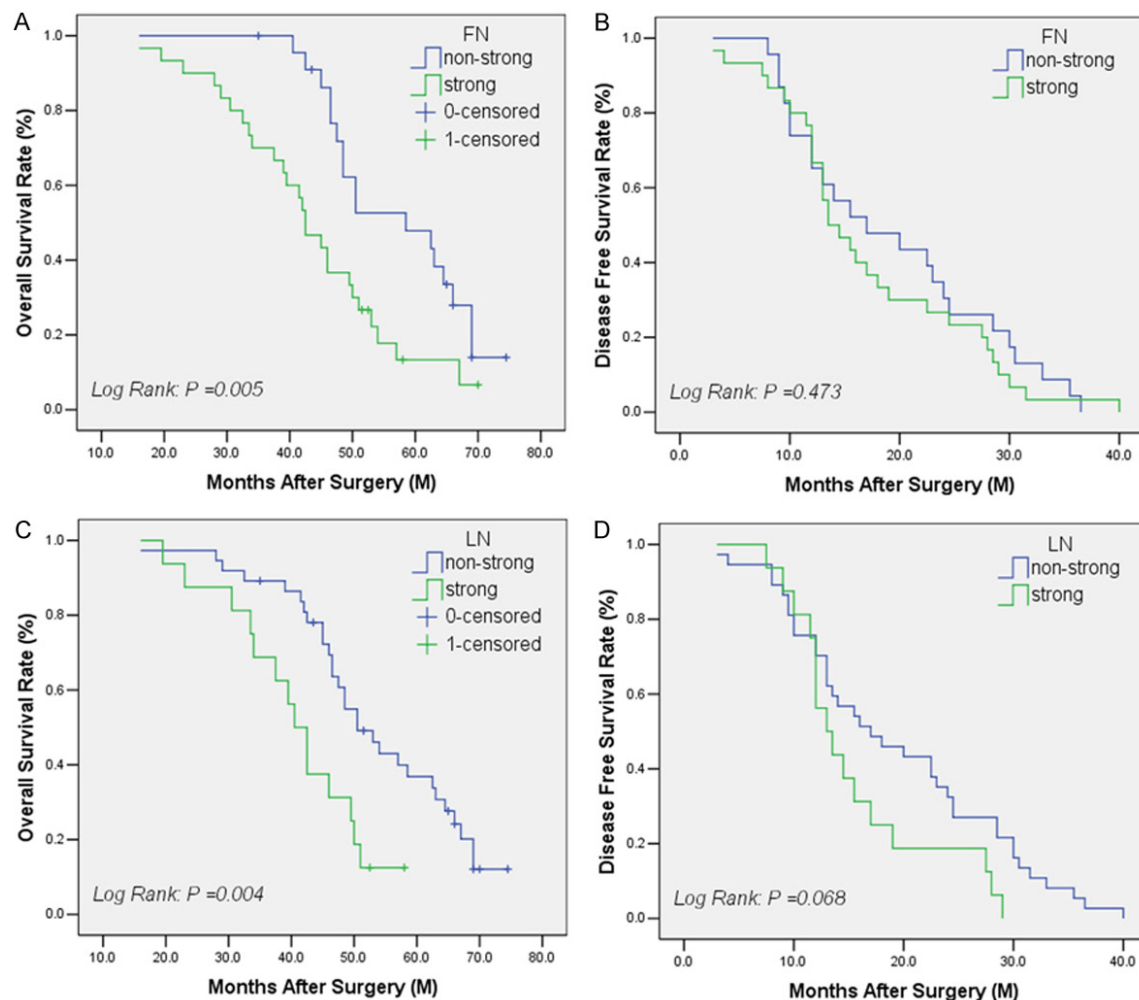 A
FN
non-strong
strong
0-censored
1-censored
Overall Survival Rate (%)
1.0
0.8
0.6
0.4
0.2
0.0
Log Rank: P =0.005
10.0 20.0 30.0 40.0 50.0 60.0 70.0 80.0
Months After Surgery (M)
B
FN
non-strong
strong
Disease Free Survival Rate (%)
1.0
0.8
0.6
0.4
0.2
0.0
Log Rank: P =0.473
0.0 10.0 20.0 30.0 40.0
Months After Surgery (M)
C
LN
non-strong
strong
0-censored
1-censored
Overall Survival Rate (%)
1.0
0.8
0.6
0.4
0.2
0.0
Log Rank: P =0.004
10.0 20.0 30.0 40.0 50.0 60.0 70.0 80.0
Months After Surgery (M)
D
LN
non-strong
strong
Disease Free Survival Rate (%)
1.0
0.8
0.6
0.4
0.2
0.0
Log Rank: P =0.068
0.0 10.0 20.0 30.0 40.0
Months After Surgery (M)